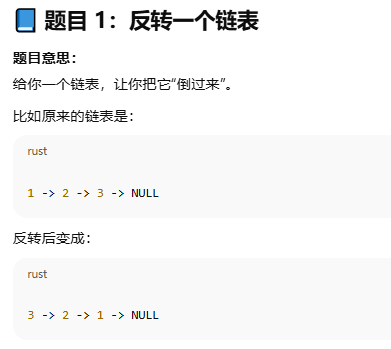 📘 题目 1：反转一个链表
题目意思：
给你一个链表，让你把它“倒过来”。
比如原来的链表是：
rust
1 -> 2 -> 3 -> NULL
反转后变成：
rust
3 -> 2 -> 1 -> NULL